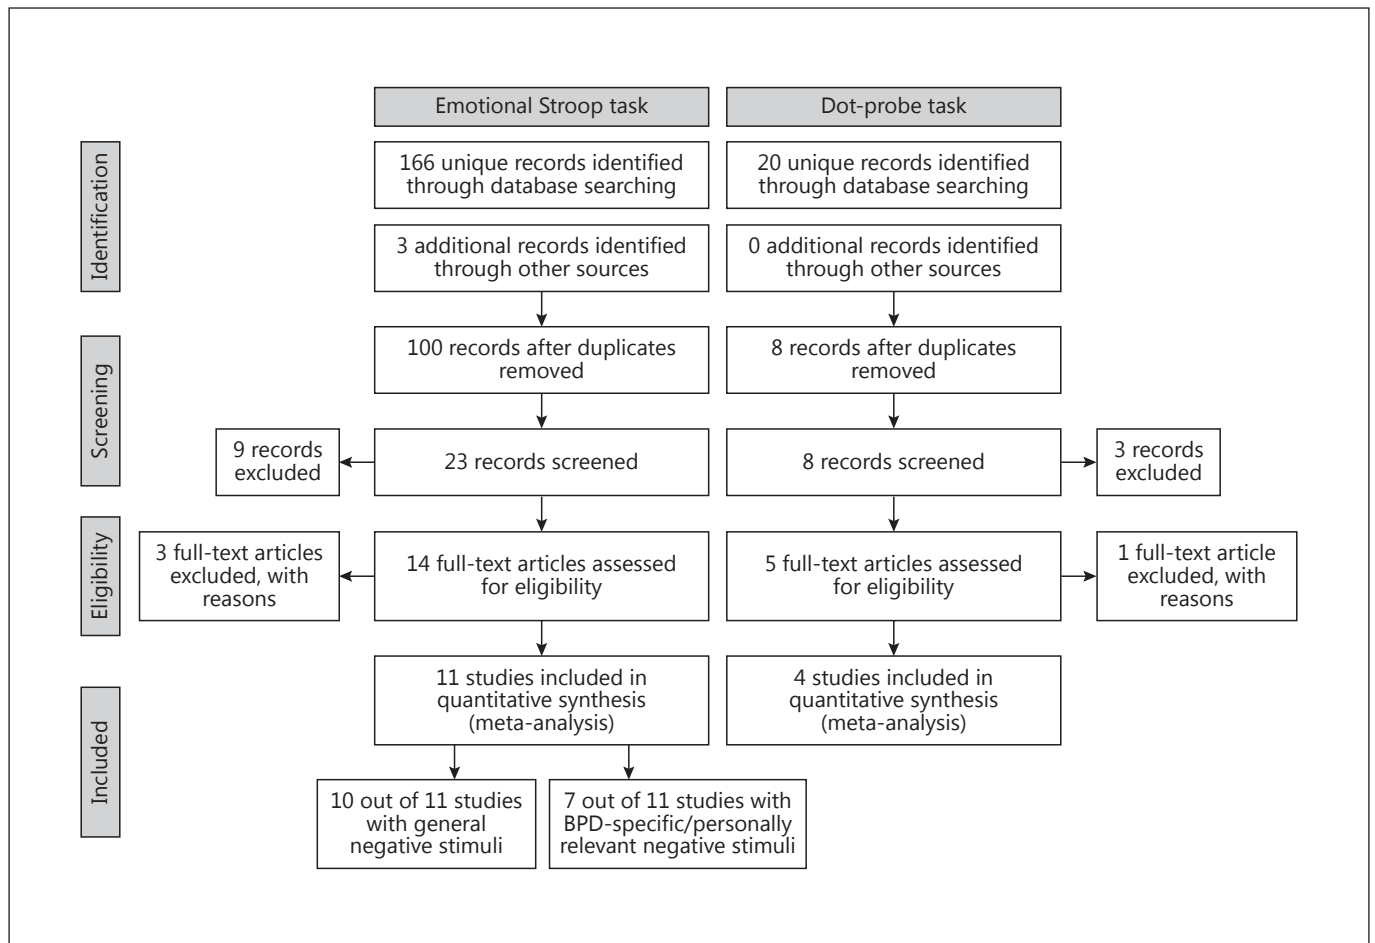 Emotional Stroop task
Dot-probe task
Identification
166 unique records identified
through database searching
20 unique records identified
through database searching
3 additional records identified
through other sources
0 additional records identified
through other sources
Screening
100 records after duplicates
removed
8 records after duplicates
removed
9 records
excluded
23 records screened
8 records screened
3 records
excluded
Eligibility
3 full-text articles
excluded, with
reasons
14 full-text articles assessed
for eligibility
5 full-text articles assessed
for eligibility
1 full-text article
excluded, with
reasons
Included
11 studies included in
quantitative synthesis
(meta-analysis)
4 studies included in
quantitative synthesis
(meta-analysis)
10 out of 11 studies
with general
negative stimuli
7 out of 11 studies with
BPD-specific/personally
relevant negative stimuli